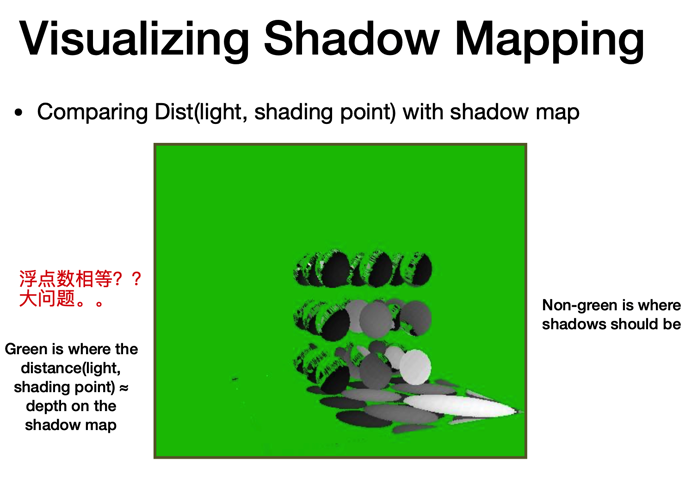 Visualizing Shadow Mapping
• Comparing Dist(light, shading point) with shadow map
浮点数相等？？
大问题。。
Green is where the
distance(light,
shading point) ≈
depth on the
shadow map
Non-green is where
shadows should be